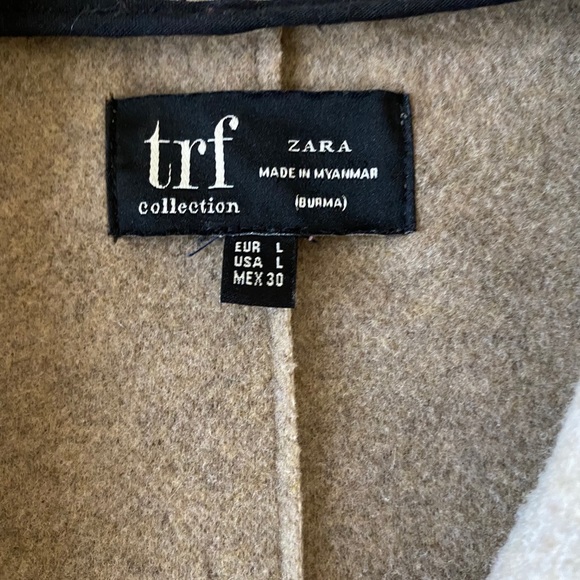 trf
collection
ZARA
MADE IN MYANMAR
(BURMA)
EUR L
USA L
MEX 30